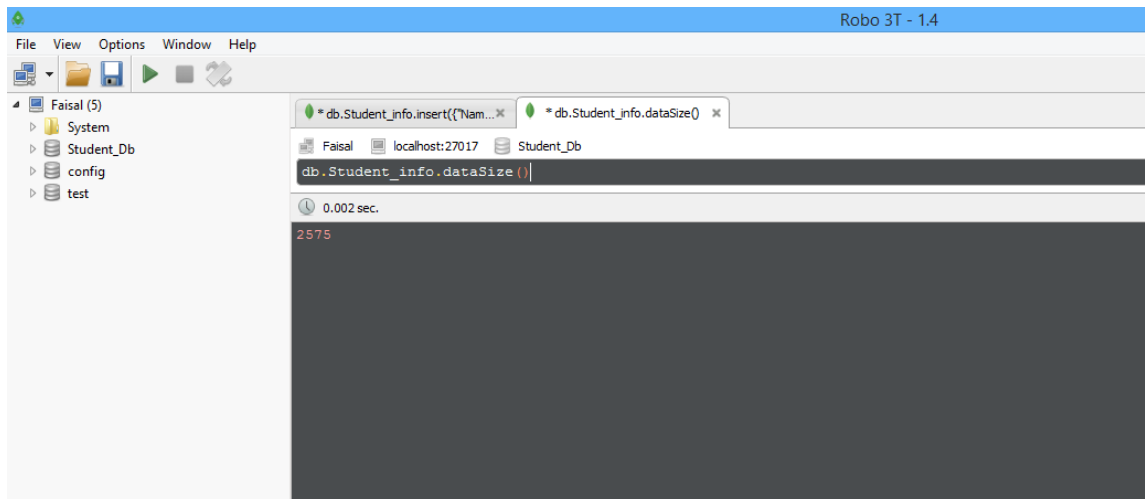 Robo 3T - 1.4
File View Options Window Help
Faisal (5)
System
Student_Db
config
test
* db.Student_info.insert({"Nam... * db.Student_info.dataSize()
Faisal localhost:27017 Student_Db
db.Student_info.dataSize()
0.002 sec.
2575